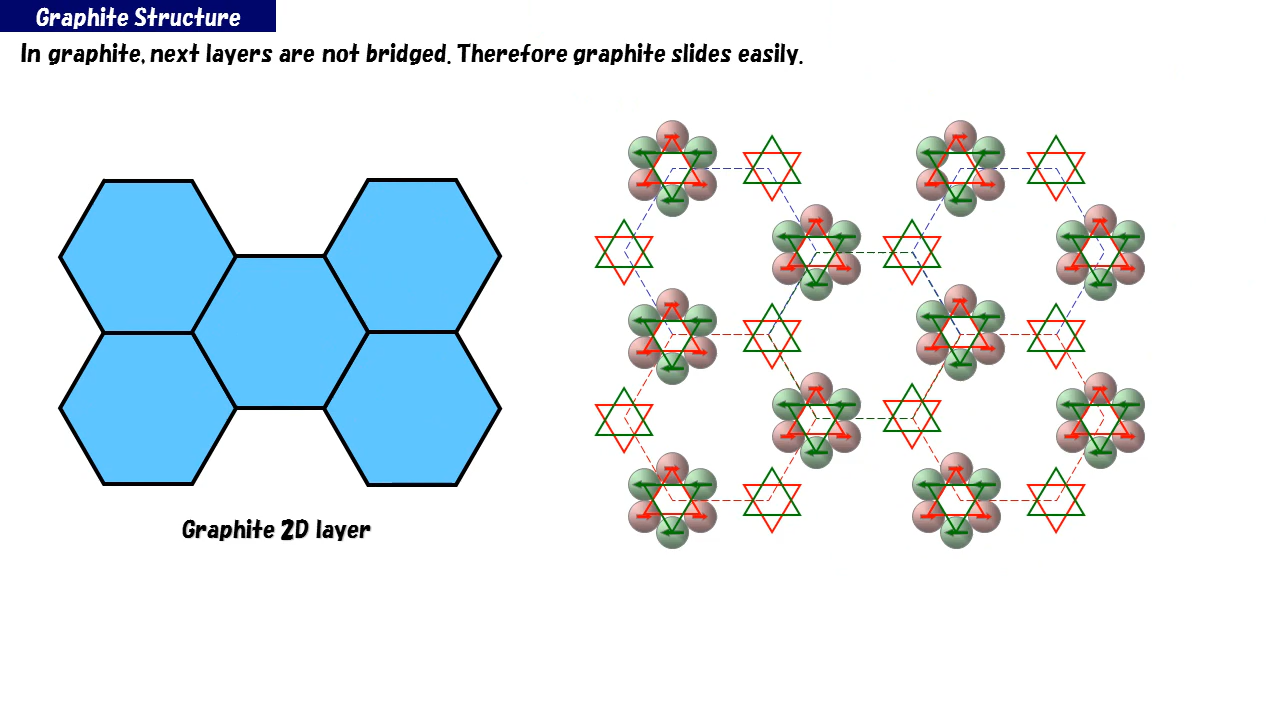 Graphite Structure
In graphite, next layers are not bridged. Therefore graphite slides easily.
Graphite 2D layer